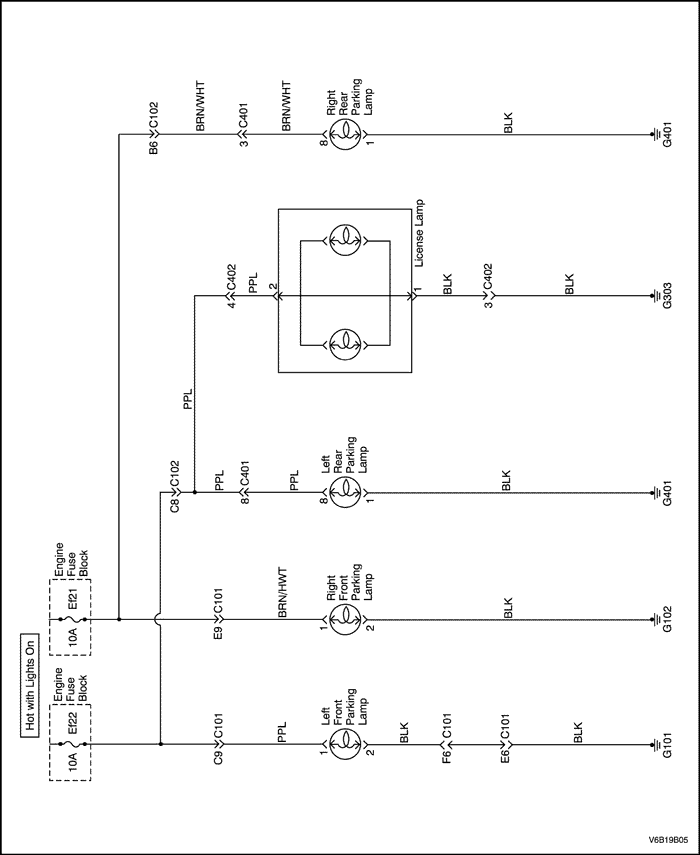 Hot with Lights On
Ef22
10A
Engine
Fuse
Block
Ef21
10A
Engine
Fuse
Block
C9
C101
PPL
1
Left
Front
Parking
Lamp
2
BLK
F6
C101
E6
C101
BLK
G101
E9
C101
BRN/HWT
1
Right
Front
Parking
Lamp
2
BLK
G102
C8
C102
PPL
8
C401
PPL
8
Left
Rear
Parking
Lamp
1
BLK
G401
PPL
4
C402
PPL
2
License Lamp
1
BLK
3
C402
BLK
G303
B6
C102
BRN/WHT
3
C401
BRN/WHT
8
Right
Rear
Parking
Lamp
1
BLK
G401
V6B19B05